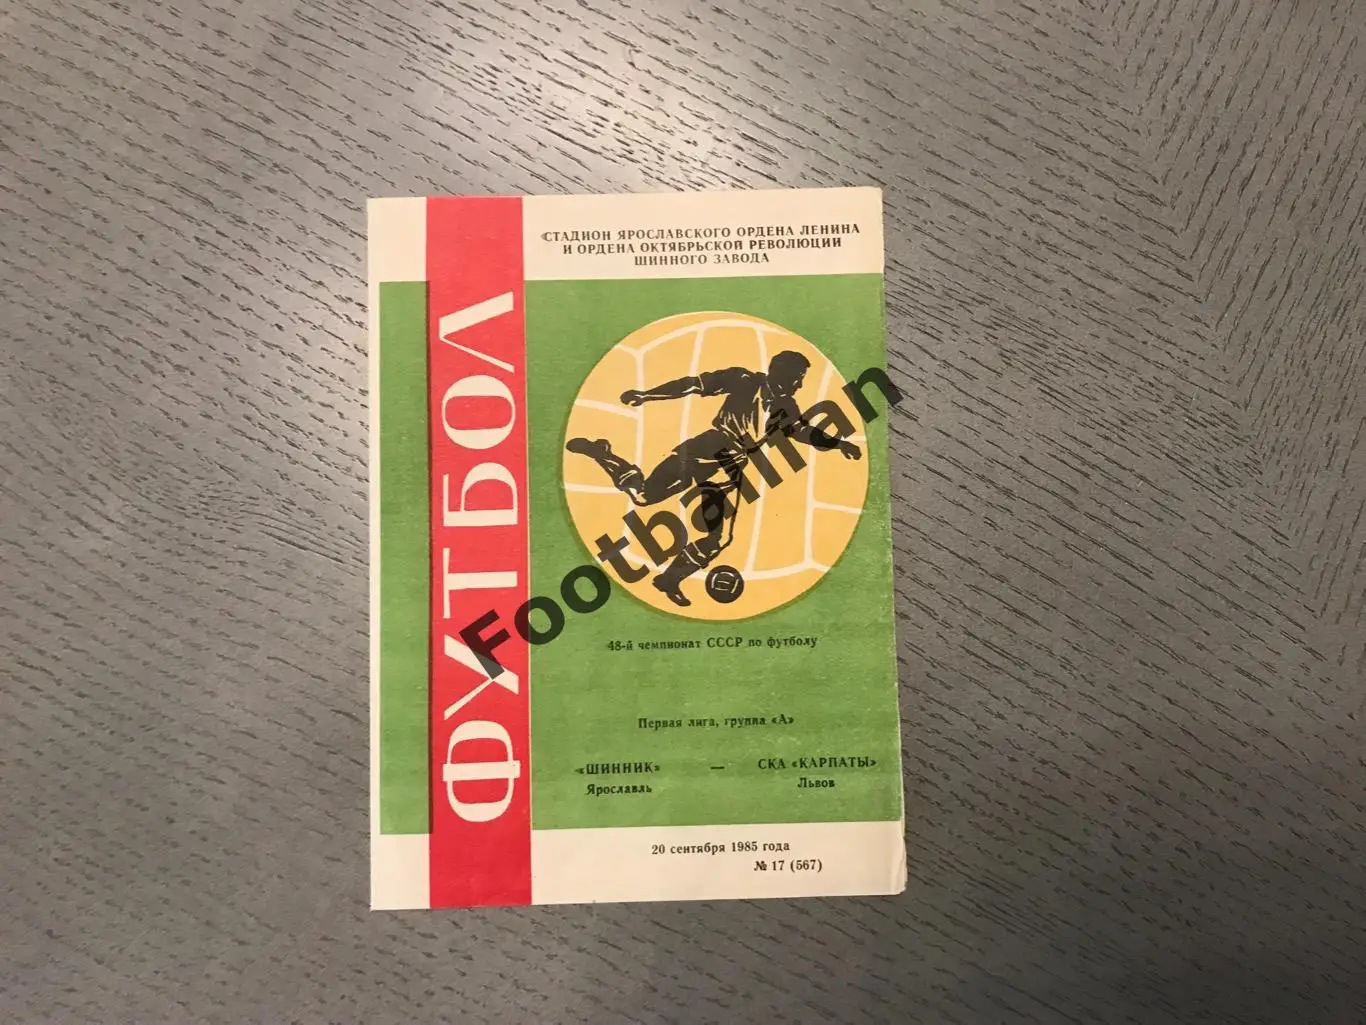 СТАДИОН ЯРОСЛАВСКОГО ОРДЕНА ЛЕНИНА
И ОРДЕНА ОКТЯБРЬСКОЙ РЕВОЛЮЦИИ
ШИННОГО ЗАВОДА
ФУТБОЛ
Footballfan
48-й чемпионат СССР по футболу
Первая лига, группа «А»
«ШИННИК» — СКА «КАРПАТЫ»
Ярославль Львов
20 сентября 1985 года
№ 17 (567)